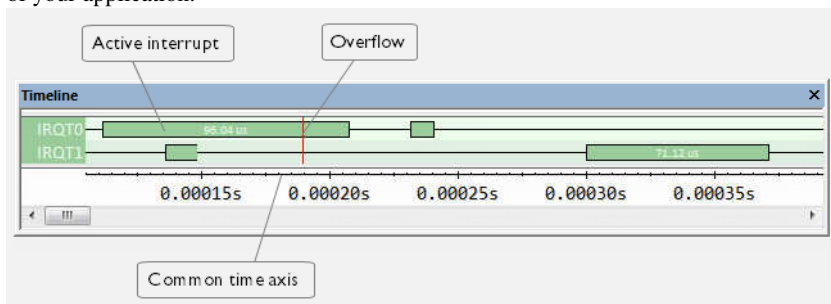 of your application.
Active interrupt
Overflow
Timeline
IRQT0
96.04 us
IRQT1
71.12 us
0.00015s 0.00020s 0.00025s 0.00030s 0.00035s
Common time axis